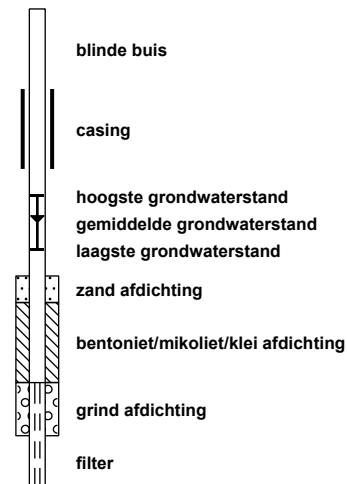 blinde buis
casing
hoogste grondwaterstand
gemiddelde grondwaterstand
laagste grondwaterstand
zand afdichting
bentoniet/mikoliet/klei afdichting
grind afdichting
filter